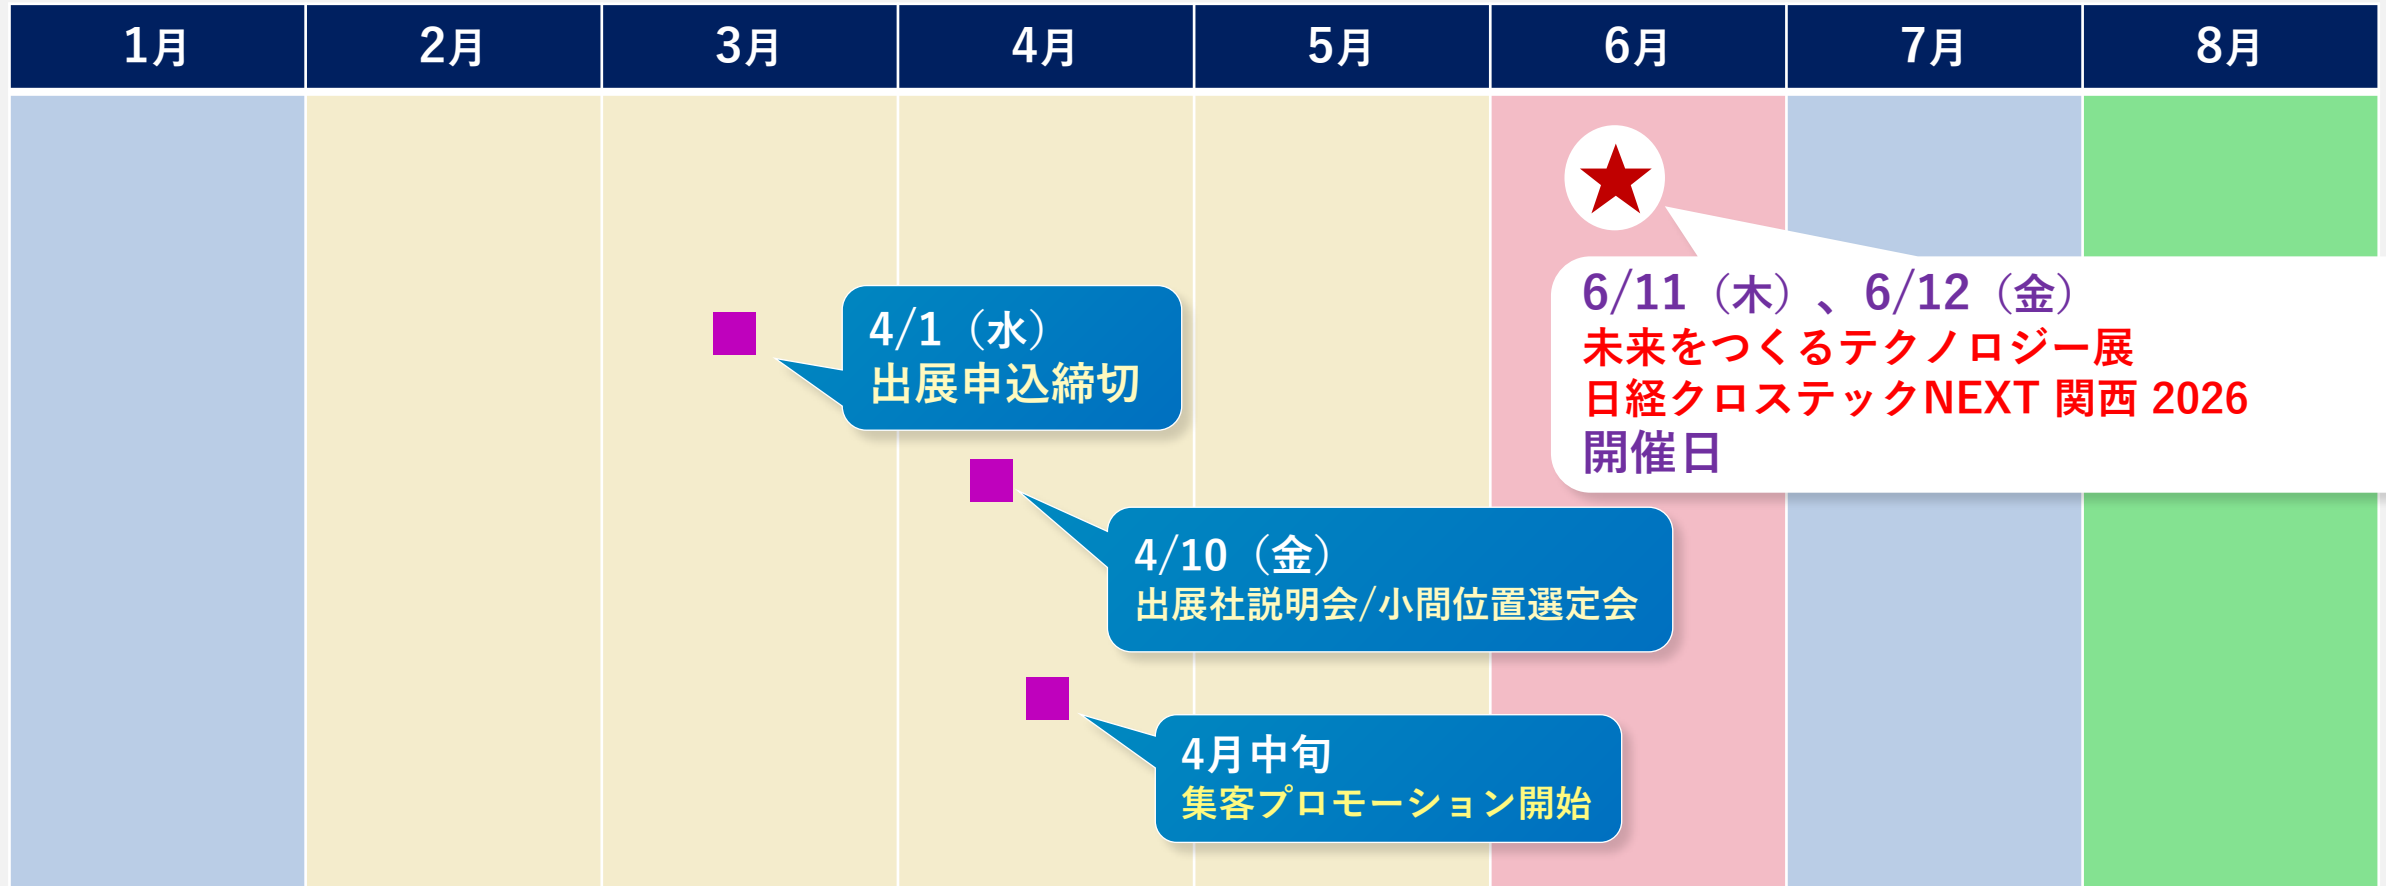 1月 2月 3月 4月 5月 6月 7月 8月
6/11（木）、6/12（金）
未来をつくるテクノロジー展
日経クロステックNEXT 関西 2026
開催日
4/1（水）
出展申込締切
4/10（金）
出展社説明会/小間位置選定会
4月中旬
集客プロモーション開始